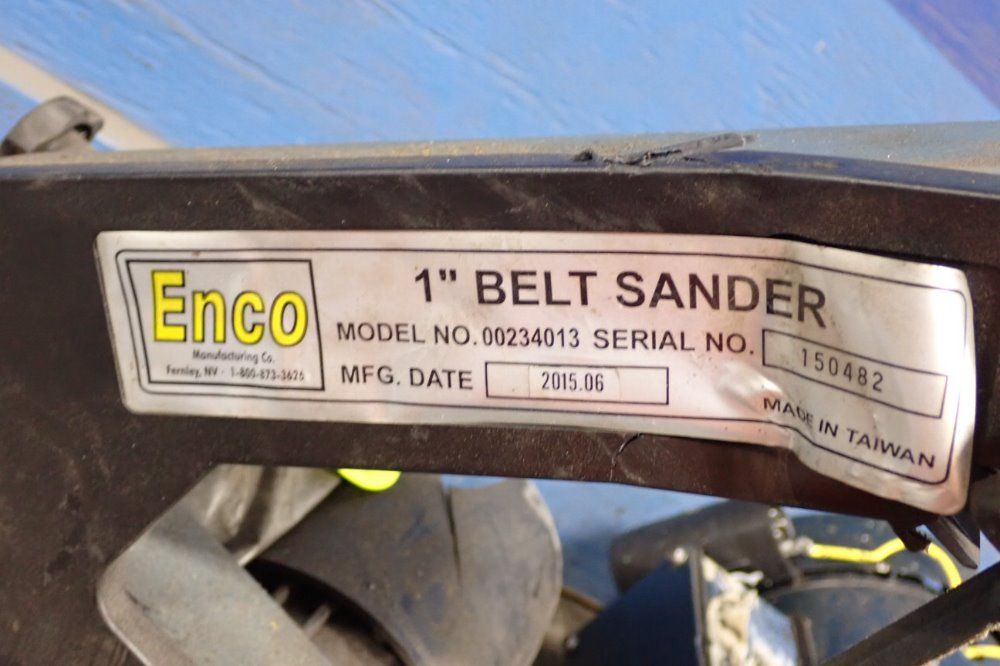 Enco
Manufacturing Co.
Fernley, NV · 1-800-873-3626
1" BELT SANDER
MODEL NO. 00234013 SERIAL NO. 150482
MFG. DATE 2015.06
MADE IN TAIWAN